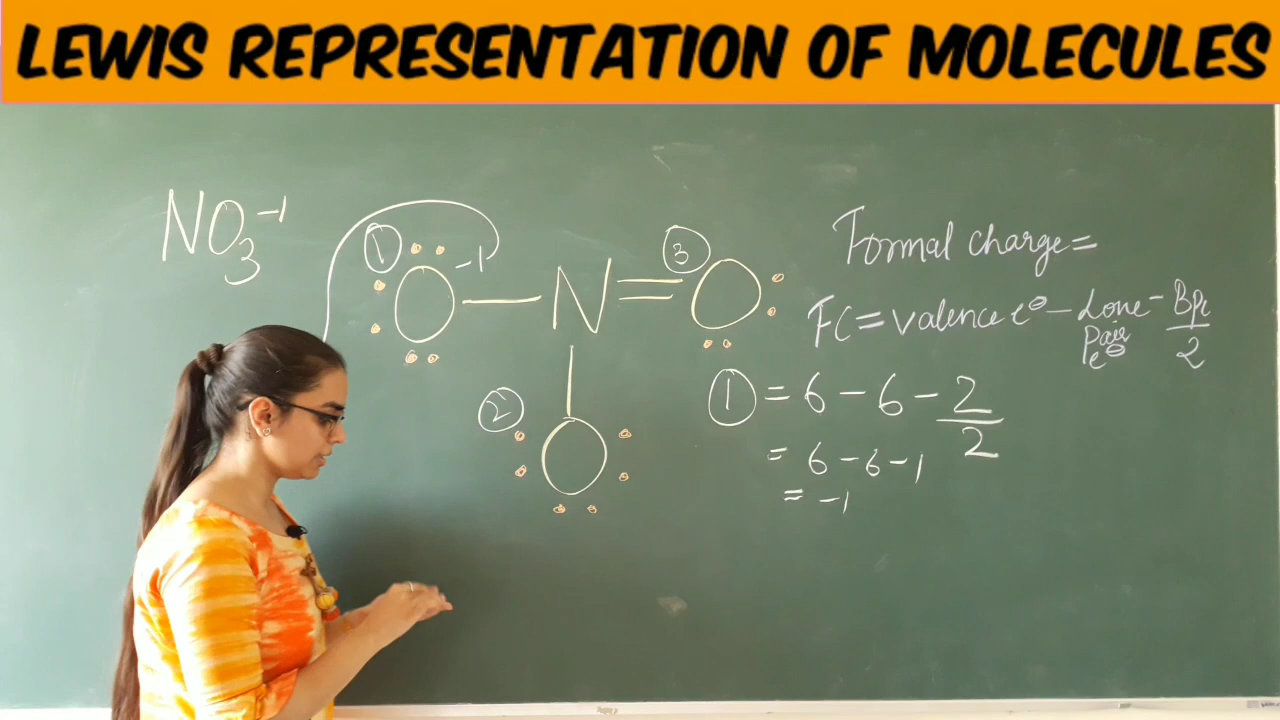 LEWIS REPRESENTATION OF MOLECULES
NO₃⁻¹
① O⁻¹ — N = O ③
② O
Formal charge =
FC = valence e⊖ − Lone Pair e⊖ − BPe/2
① = 6 − 6 − 2/2
= 6 − 6 − 1
= −1